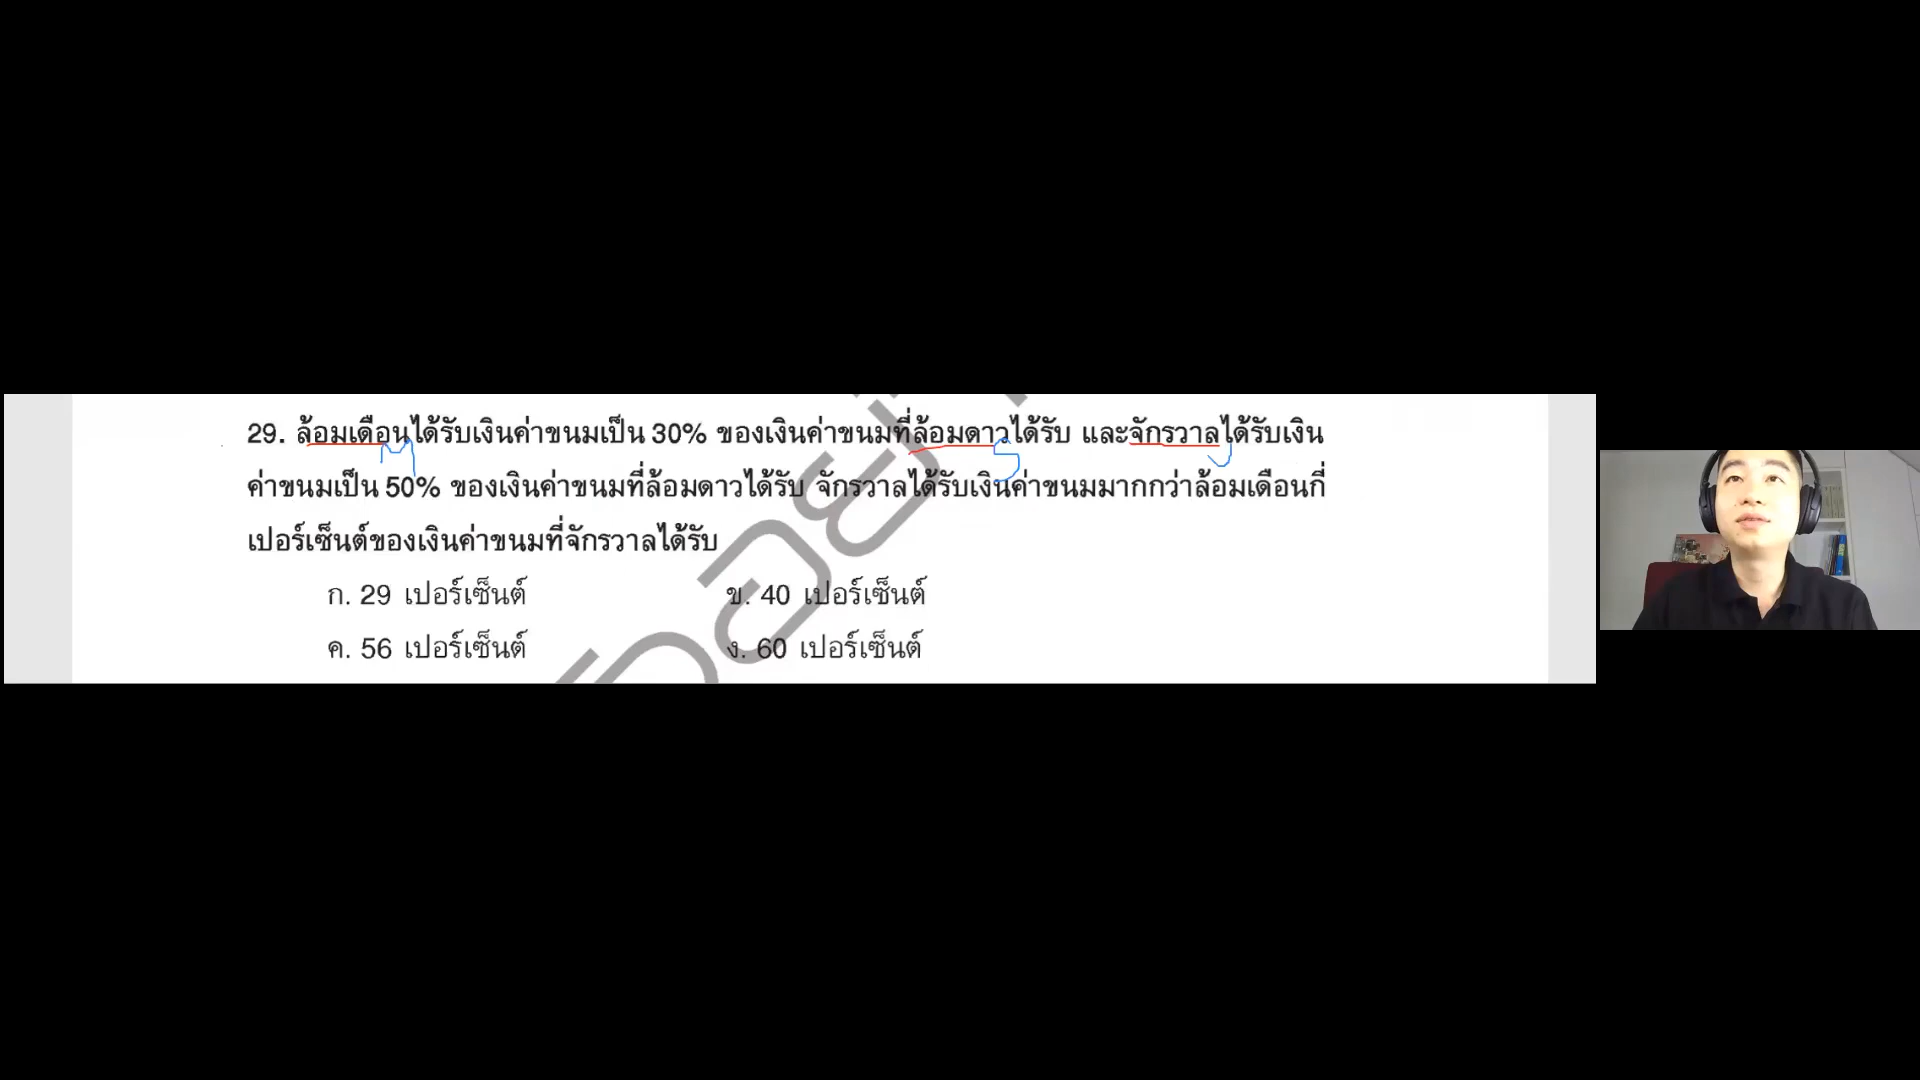 29. ล้อมเดือนได้รับเงินค่าขนมเป็น 30% ของเงินค่าขนมที่ล้อมดาวได้รับ และจักรวาลได้รับเงิน
M S J
ค่าขนมเป็น 50% ของเงินค่าขนมที่ล้อมดาวได้รับ จักรวาลได้รับเงินค่าขนมมากกว่าล้อมเดือนกี่
เปอร์เซ็นต์ของเงินค่าขนมที่จักรวาลได้รับ
ก. 29 เปอร์เซ็นต์ ข. 40 เปอร์เซ็นต์
ค. 56 เปอร์เซ็นต์ ง. 60 เปอร์เซ็นต์